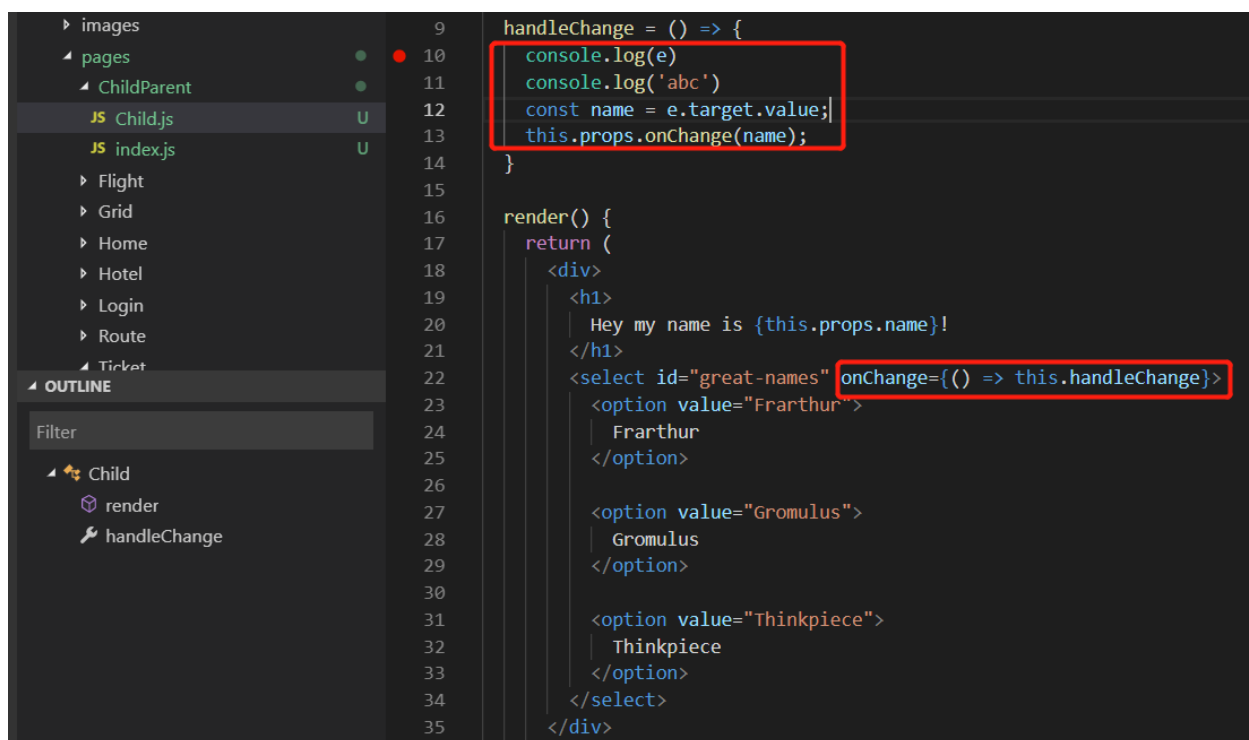 images
pages
ChildParent
JS Child.js U
JS index.js U
Flight
Grid
Home
Hotel
Login
Route
Ticket
OUTLINE
Filter
Child
render
handleChange
9 handleChange = () => {
10 console.log(e)
11 console.log('abc')
12 const name = e.target.value;
13 this.props.onChange(name);
14 }
15
16 render() {
17 return (
18 <div>
19 <h1>
20 Hey my name is {this.props.name}!
21 </h1>
22 <select id="great-names" onChange={() => this.handleChange}>
23 <option value="Frarthur">
24 Frarthur
25 </option>
26
27 <option value="Gromulus">
28 Gromulus
29 </option>
30
31 <option value="Thinkpiece">
32 Thinkpiece
33 </option>
34 </select>
35 </div>